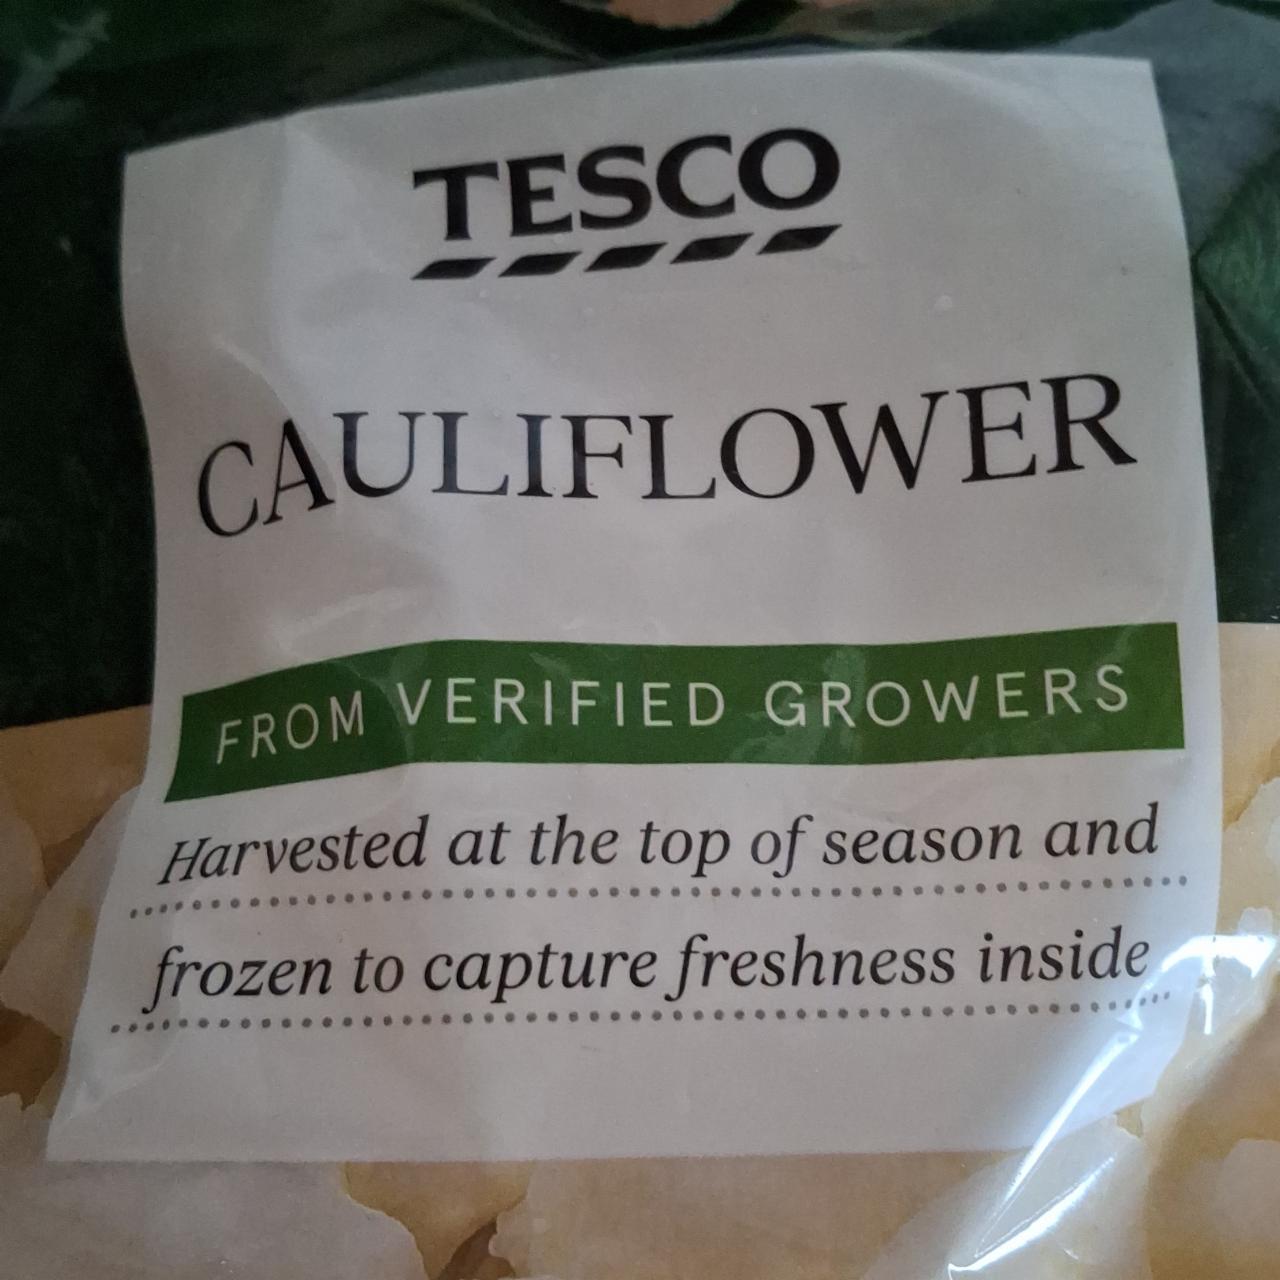 TESCO
CAULIFLOWER
FROM VERIFIED GROWERS
Harvested at the top of season and
frozen to capture freshness inside